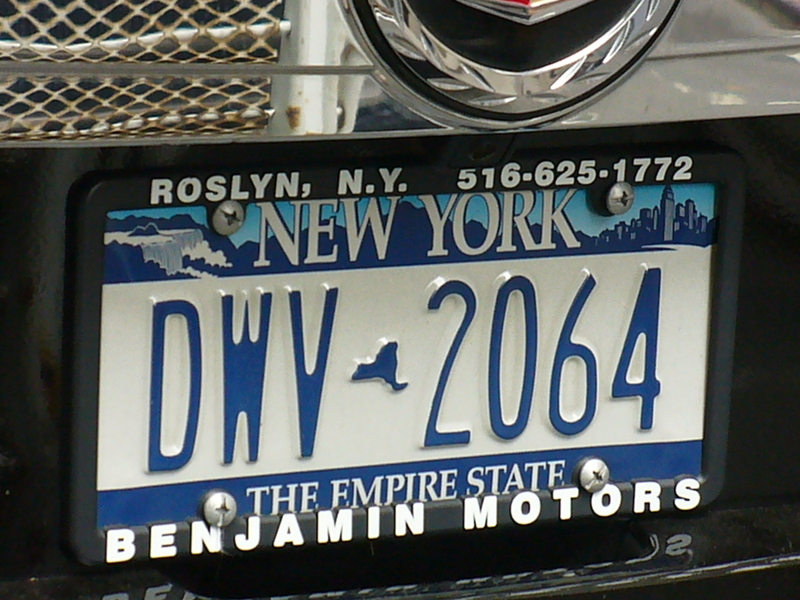 ROSLYN, N.Y. 516-625-1772
NEW YORK
DWV 2064
THE EMPIRE STATE
BENJAMIN MOTORS